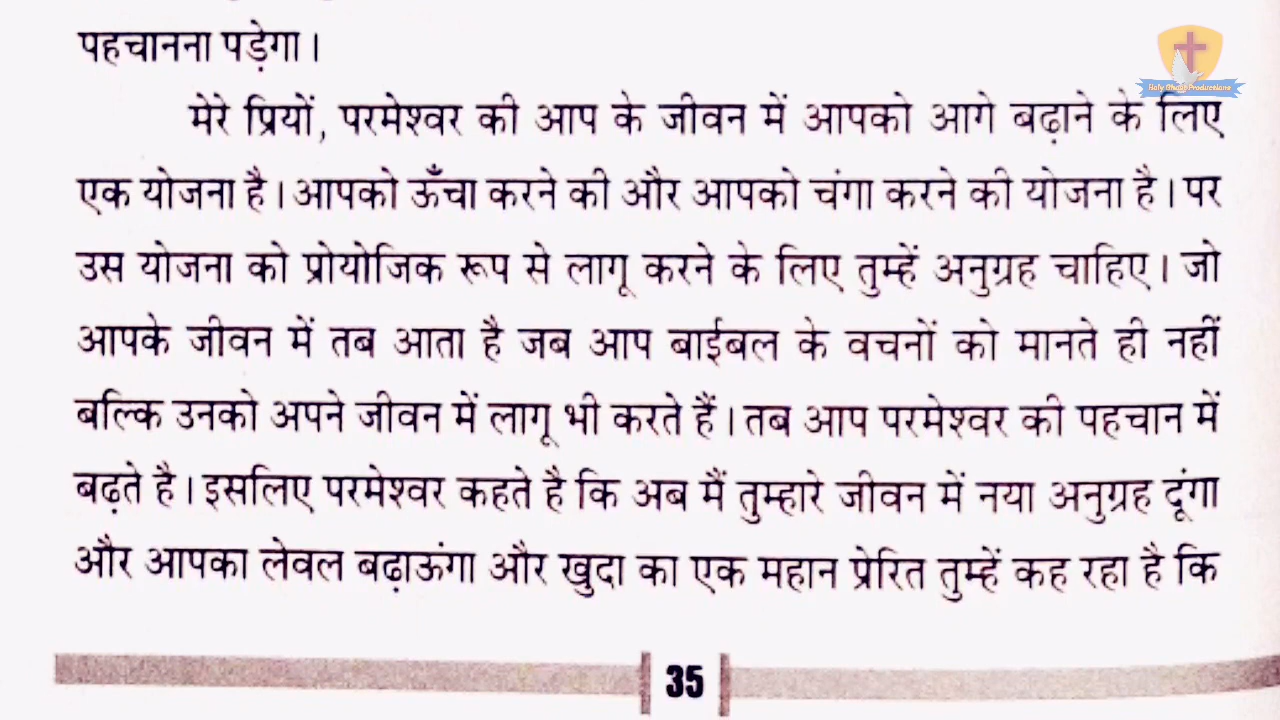 पहचानना पड़ेगा।
Holy Ghost Productions
मेरे प्रियों, परमेश्वर की आप के जीवन में आपको आगे बढ़ाने के लिए
एक योजना है। आपको ऊँचा करने की और आपको चंगा करने की योजना है। पर
उस योजना को प्रोयोजिक रूप से लागू करने के लिए तुम्हें अनुग्रह चाहिए। जो
आपके जीवन में तब आता है जब आप बाईबल के वचनों को मानते ही नहीं
बल्कि उनको अपने जीवन में लागू भी करते हैं। तब आप परमेश्वर की पहचान में
बढ़ते है। इसलिए परमेश्वर कहते है कि अब मैं तुम्हारे जीवन में नया अनुग्रह दूंगा
और आपका लेवल बढ़ाऊंगा और खुदा का एक महान प्रेरित तुम्हें कह रहा है कि
35